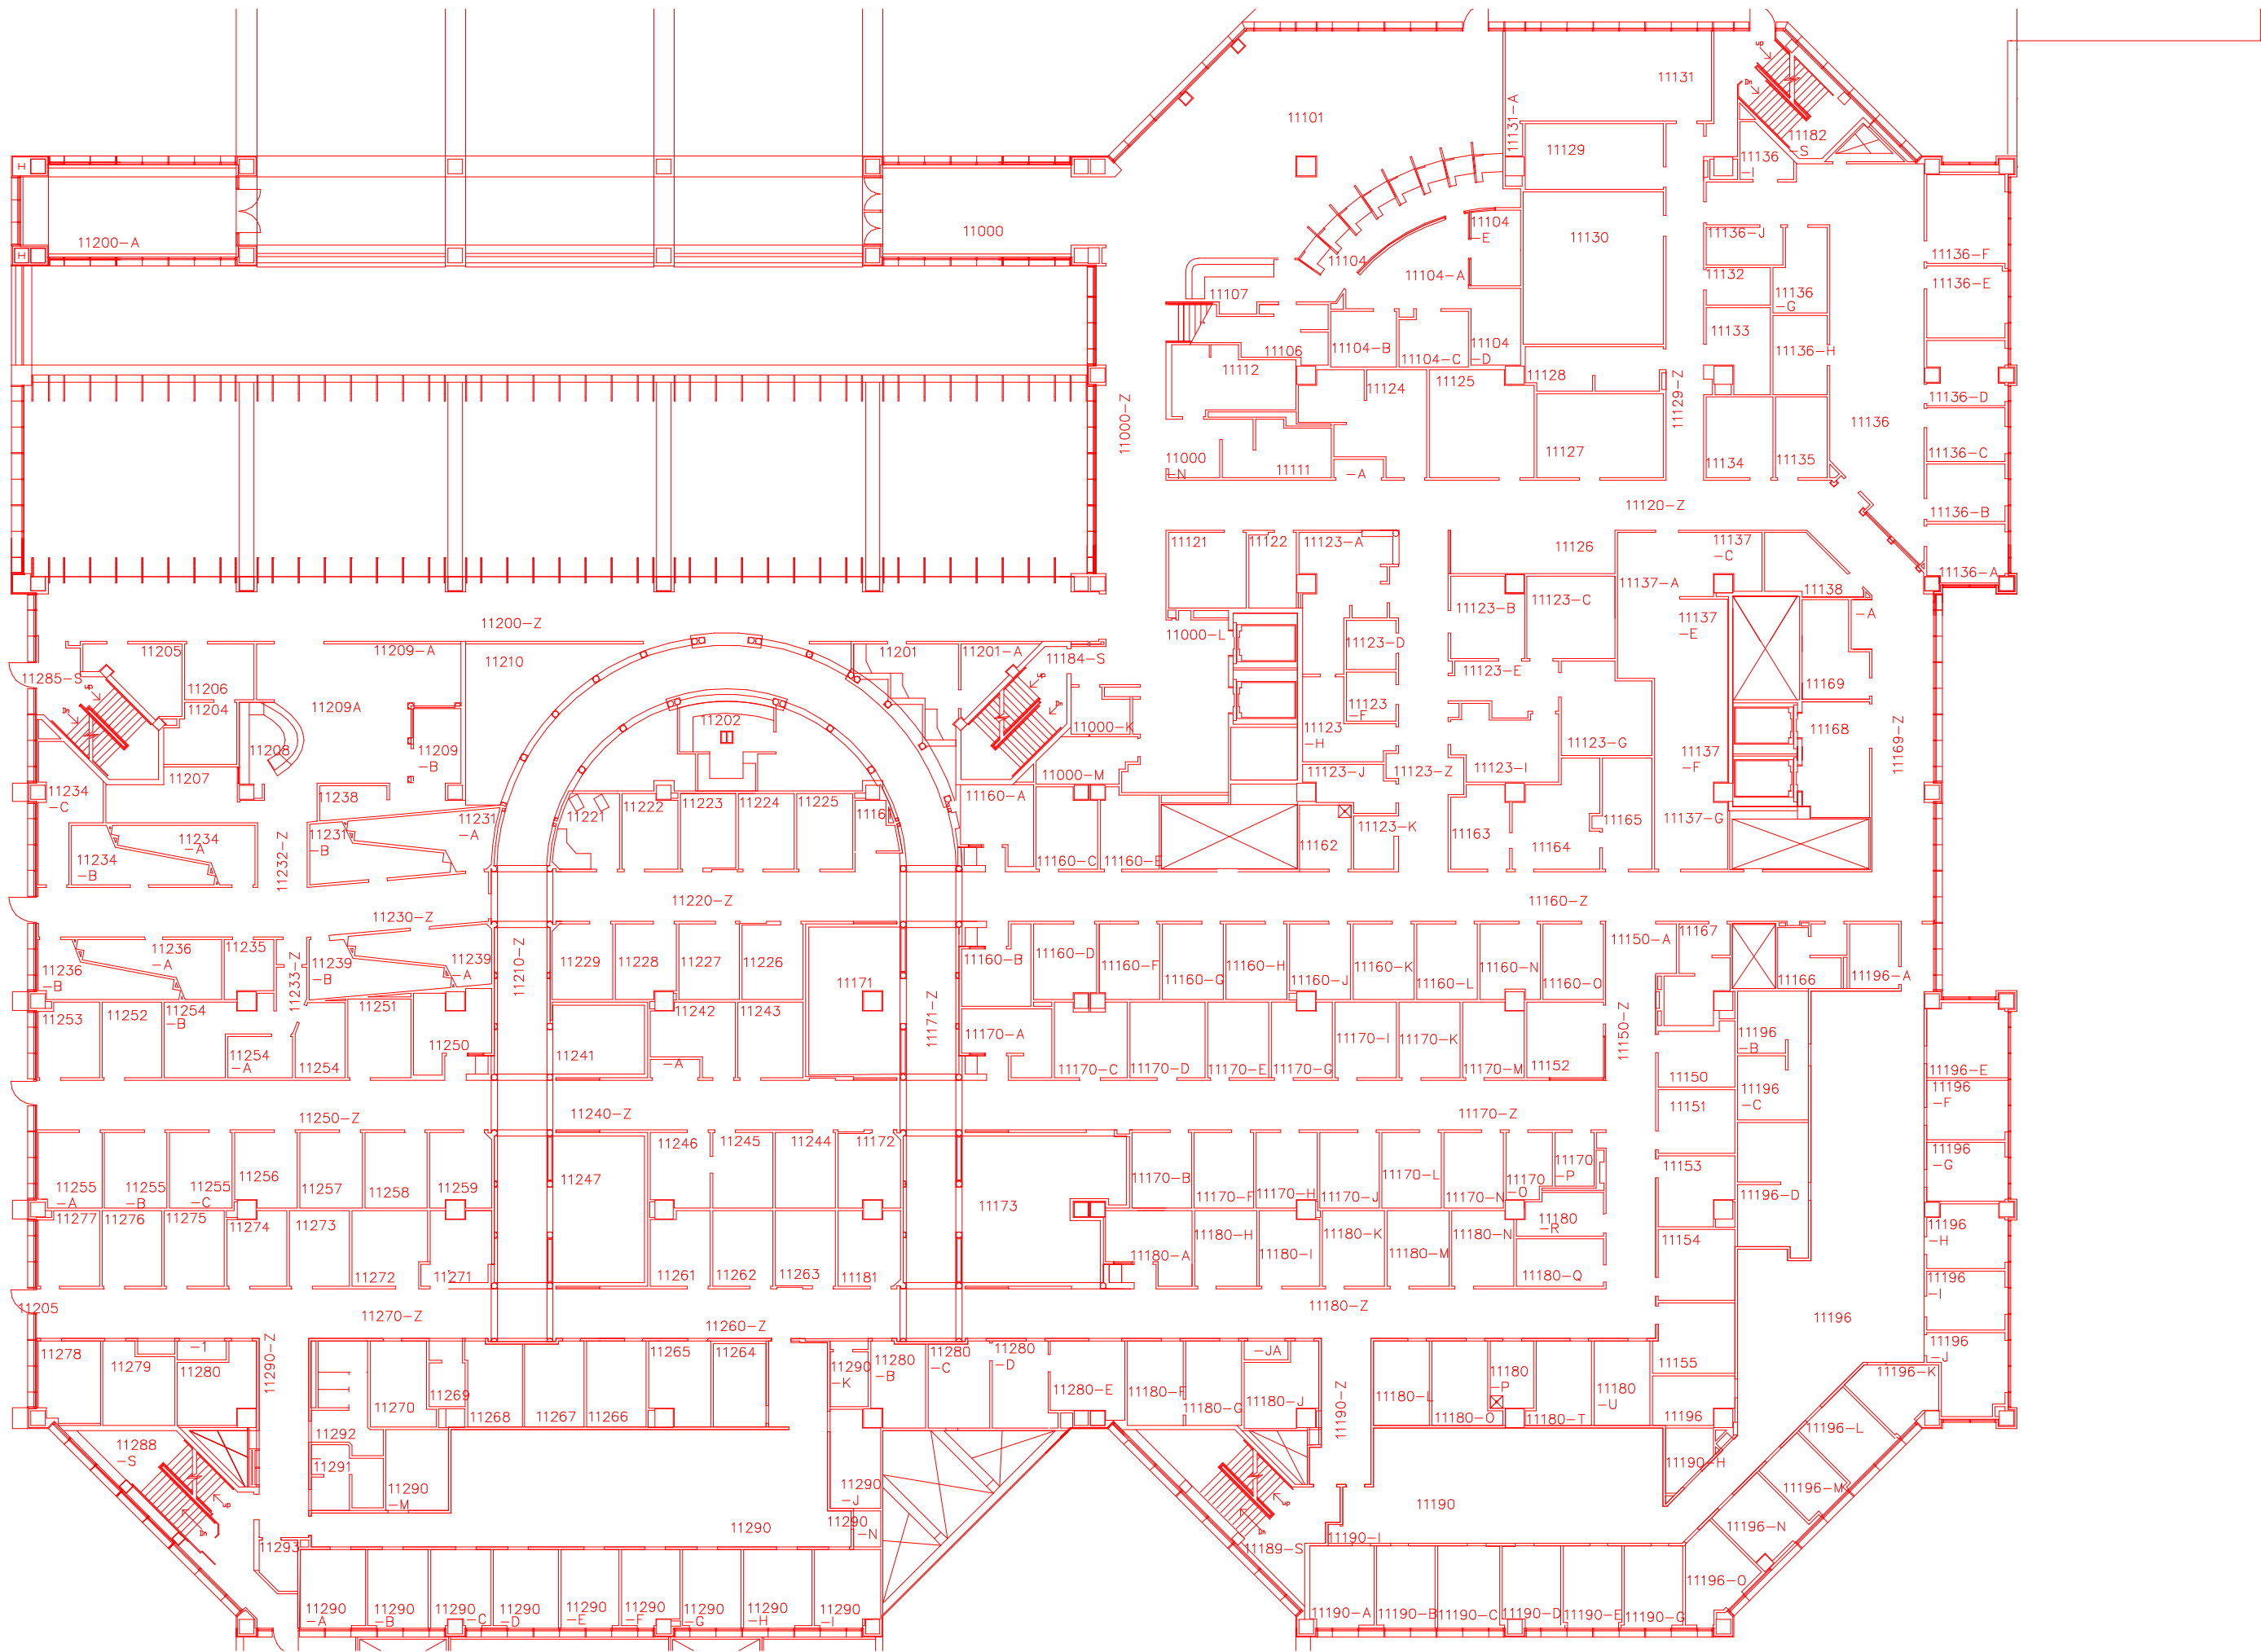 up
11131
Dn
11101
11131-A
11182
-S
11129
11136
-I
H
11200-A
11000
11104
-E
11130
11136-J
11136-F
H
11104
11104-A
11132
11136
-G
11136-E
11107
11133
11106
11104-B
11104-C
11104
-D
11136-H
11112
11124
11125
11128
11129-Z
11136-D
11000-Z
11136
11000
-N
11111
-A
11127
11134
11135
11136-C
11120-Z
11136-B
11121
11122
11123-A
11126
11137
-C
11136-A
11137-A
11138
-A
11123-B
11123-C
11137
-E
11200-Z
11000-L
11205
11209-A
11210
11201
11201-A
11184-S
11123-D
11123-E
11285-S
up
11206
11204
11209A
up
Dn
Dn
11202
11000-K
11123
-F
11169
11208
11209
-B
11123
-H
11123-G
11137
-F
11168
11169-Z
11207
11000-M
11123-J
11123-Z
11123-I
11234
-C
11238
11222
11223
11224
11225
11160-A
11221
11161
11231
-A
11231
-B
11234
-A
11234
-B
11232-Z
11123-K
11163
11165
11137-G
11162
11164
11160-C
11160-E
11220-Z
11160-Z
11230-Z
11210-Z
11150-A
11167
11236
-A
11235
11239
-A
11239
-B
11236
-B
11233-Z
11229
11228
11227
11226
11171
11160-B
11160-D
11160-F
11160-G
11160-H
11160-J
11160-K
11160-L
11160-N
11160-O
11166
11196-A
11253
11252
11254
-B
11251
11242
11243
11171-Z
11170-A
11170-I
11170-K
11152
11150-Z
11196
-B
11250
11241
-A
11254
-A
11254
11170-C
11170-D
11170-E
11170-G
11170-M
11150
11196-E
11196
-F
11196
-C
11151
11250-Z
11240-Z
11170-Z
11246
11245
11244
11172
11256
11255
-A
11255
-B
11255
-C
11257
11258
11259
11247
11170-B
11170-F
11170-H
11170-J
11170-L
11170-N
11170
-O
11170
-P
11153
11196
-G
11173
11196-D
11277
11276
11275
11274
11273
11180-H
11180-K
11180-N
11180
-R
11154
11196
-H
11272
11271
11261
11262
11263
11181
11180-A
11180-I
11180-M
11180-Q
11196
-I
11205
11270-Z
11260-Z
11180-Z
11196
11290-Z
11278
11279
-1
11280
11265
11264
11290
-K
11280
-B
11280
-C
11280
-D
-JA
11196
-J
11155
11196-K
11270
11269
11268
11267
11266
11280-E
11180-F
11180-G
11180-J
11190-Z
11180-L
11180-O
11180
-P
11180-T
11180
-U
11196
11196-L
11292
11288
-S
11291
11290
-M
11290
-J
11190-H
11196-M
up
Dn
up
Dn
11190
11290
11290
-N
11190-I
11189-S
11196-N
11293
11196-O
11290
-A
11290
-B
11290
-C
11290
-D
11290
-E
11290
-F
11290
-G
11290
-H
11290
-I
11190-A
11190-B
11190-C
11190-D
11190-E
11190-G